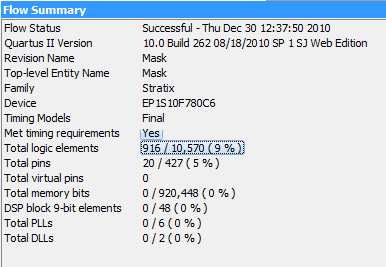 Flow Summary
Flow Status Successful - Thu Dec 30 12:37:50 2010
Quartus II Version 10.0 Build 262 08/18/2010 SP 1 SJ Web Edition
Revision Name Mask
Top-level Entity Name Mask
Family Stratix
Device EP1S10F780C6
Timing Models Final
Met timing requirements Yes
Total logic elements 916 / 10,570 ( 9 % )
Total pins 20 / 427 ( 5 % )
Total virtual pins 0
Total memory bits 0 / 920,448 ( 0 % )
DSP block 9-bit elements 0 / 48 ( 0 % )
Total PLLs 0 / 6 ( 0 % )
Total DLLs 0 / 2 ( 0 % )